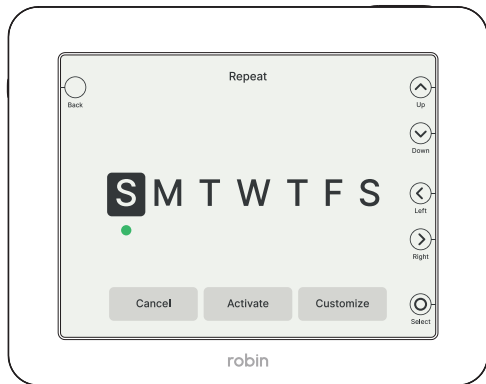 Repeat
Back
Up
Down
S M T W T F S
Left
Right
Cancel Activate Customize
Select
robin